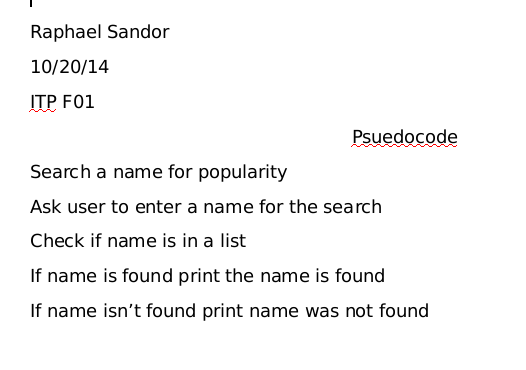 Raphael Sandor
10/20/14
ITP F01
Psuedocode
Search a name for popularity
Ask user to enter a name for the search
Check if name is in a list
If name is found print the name is found
If name isn’t found print name was not found